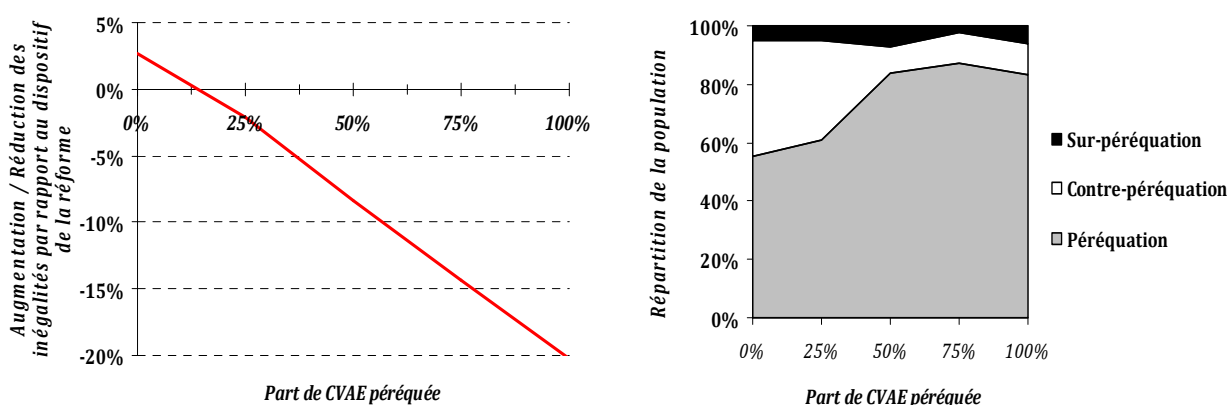 Augmentation / Réduction des
inégalités par rapport au dispositif
de la réforme
5%
0%
-5%
-10%
-15%
-20%
0%
25%
50%
75%
100%
Part de CVAE péréquée
Répartition de la population
100%
80%
60%
40%
20%
0%
0%
25%
50%
75%
100%
Part de CVAE péréquée
Sur-péréquation
Contre-péréquation
Péréquation